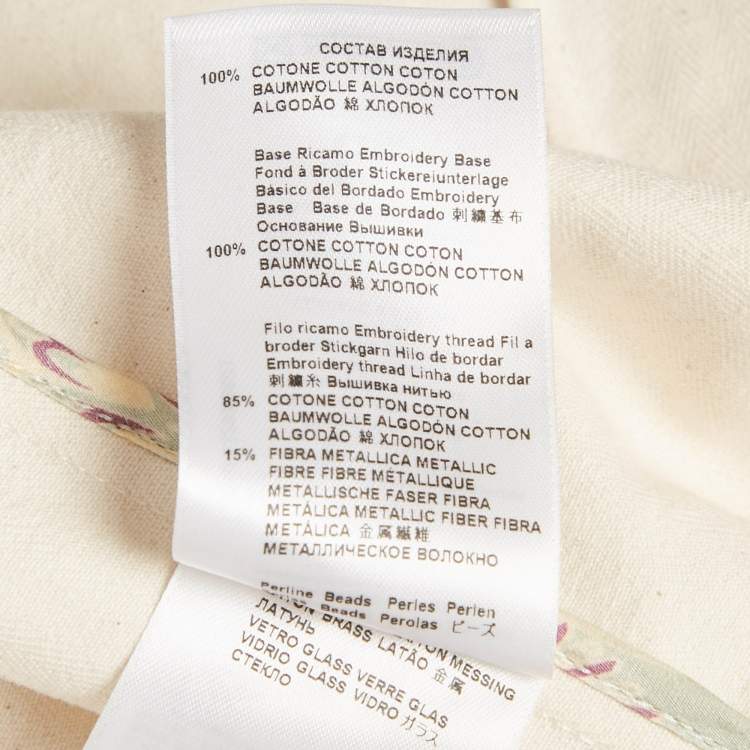 СОСТАВ ИЗДЕЛИЯ
100% COTONE COTTON COTON
BAUMWOLLE ALGODÓN COTTON
ALGODÃO 綿 ХЛОПОК
Base Ricamo Embroidery Base
Fond à Broder Stickereiunterlage
Básico del Bordado Embroidery
Base Base de Bordado 刺繍基布
Основание Вышивки
100% COTONE COTTON COTON
BAUMWOLLE ALGODÓN COTTON
ALGODÃO 綿 ХЛОПОК
Filo ricamo Embroidery thread Fil a
broder Stickgarn Hilo de bordar
Embroidery thread Linha de bordar
刺繍糸 Вышивка нитью
85% COTONE COTTON COTON
BAUMWOLLE ALGODÓN COTTON
ALGODÃO 綿 ХЛОПОК
15% FIBRA METALLICA METALLIC
FIBRE FIBRE MÉTALLIQUE
METALLISCHE FASER FIBRA
METÁLICA METALLIC FIBER FIBRA
METÁLICA 金属繊維
МЕТАЛЛИЧЕСКОЕ ВОЛОКНО
Perline Beads Perles Perlen
Beads Perolas ビーズ
MESSING
BRASS LATÃO 金属
ЛАТУНЬ
VETRO GLASS VERRE GLAS
VIDRIO GLASS VIDRO ガラス
СТЕКЛО